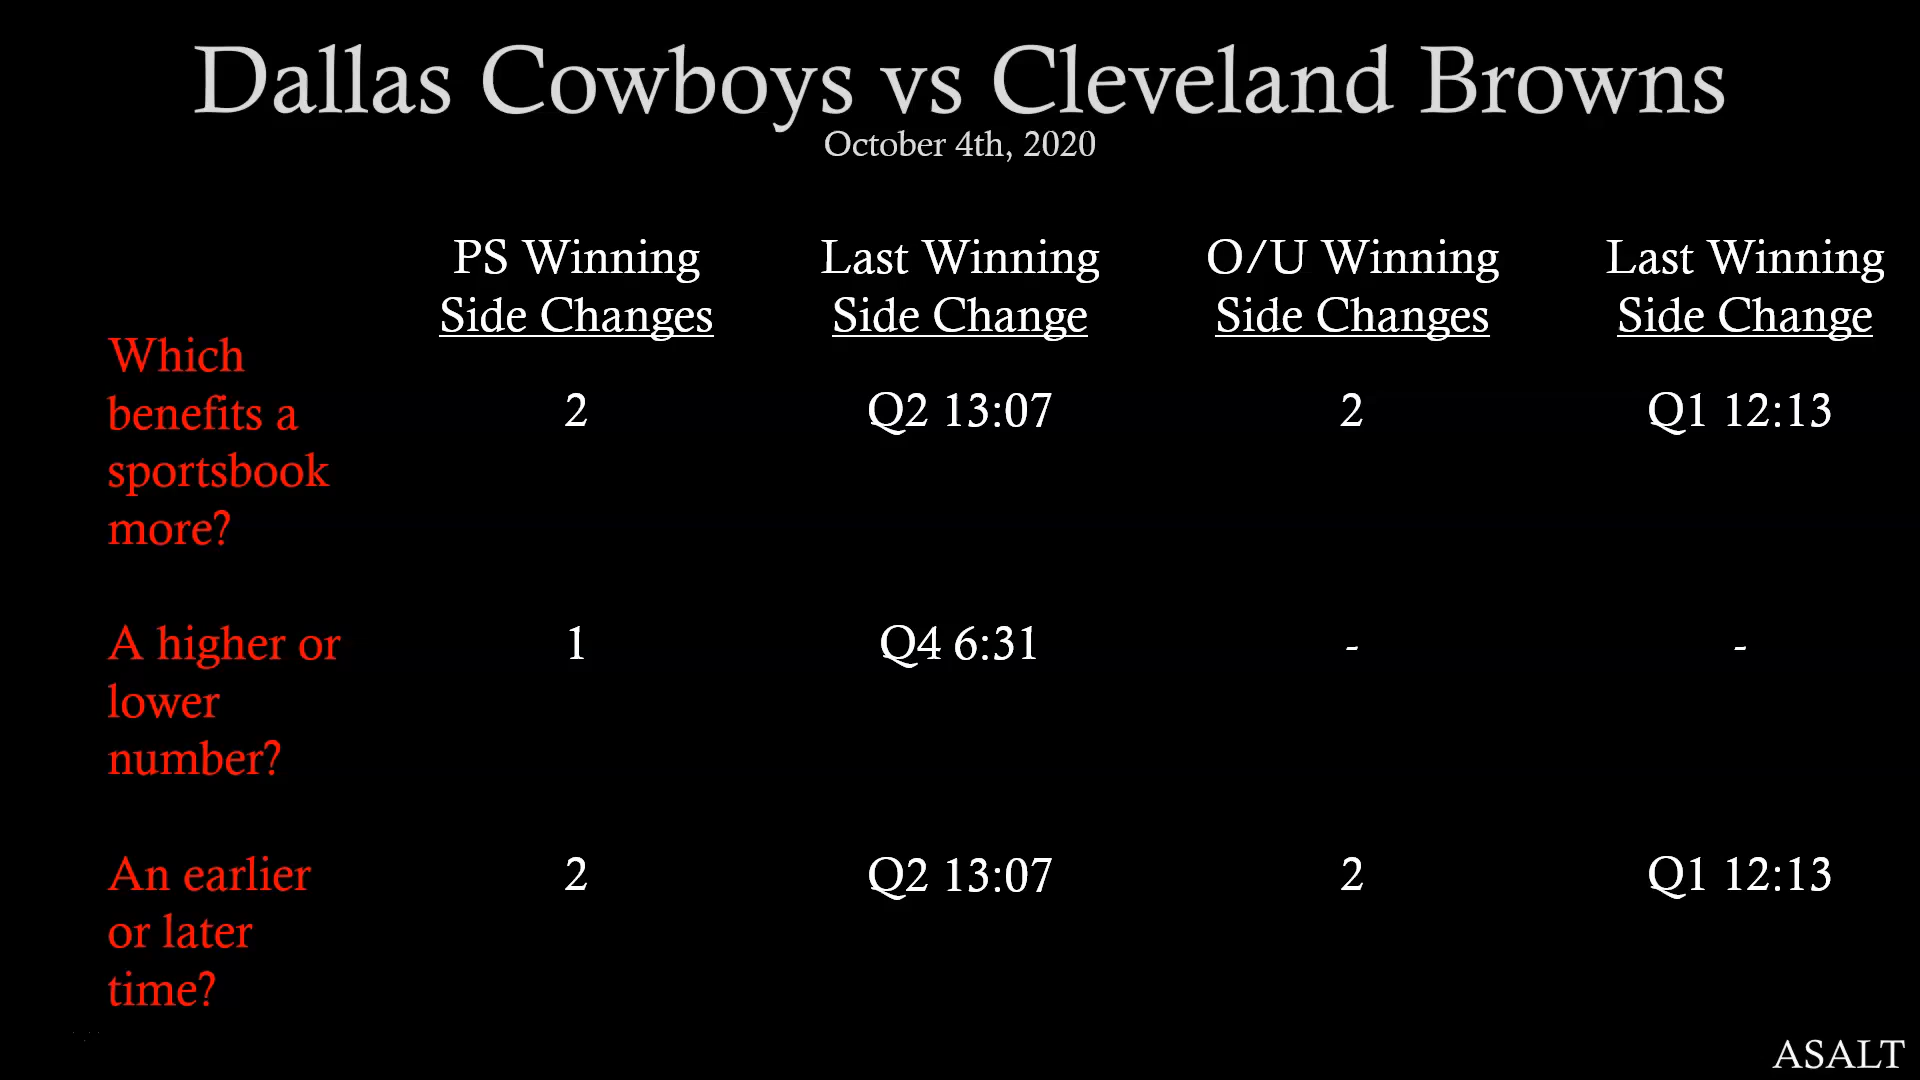 Dallas Cowboys vs Cleveland Browns
October 4th, 2020
PS Winning Last Winning O/U Winning Last Winning
Side Changes Side Change Side Changes Side Change
Which
benefits a 2 Q2 13:07 2 Q1 12:13
sportsbook
more?
A higher or 1 Q4 6:31 - -
lower
number?
An earlier 2 Q2 13:07 2 Q1 12:13
or later
time?
ASALT